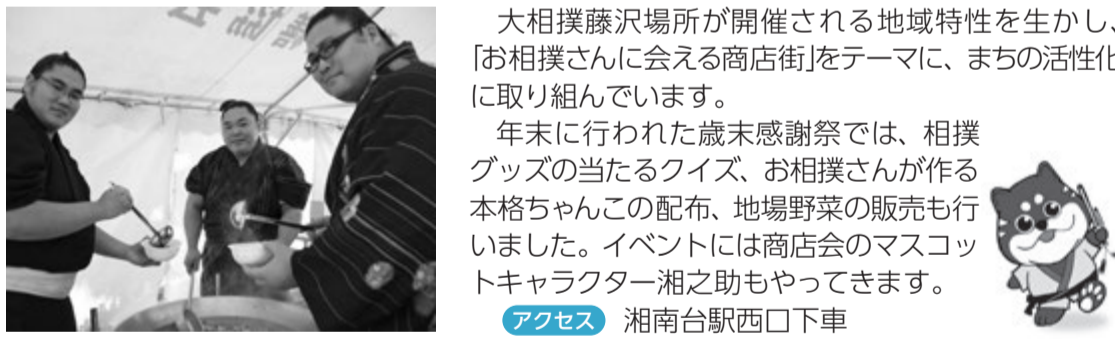 大相撲藤沢場所が開催される地域特性を生かし、
「お相撲さんに会える商店街」をテーマに、まちの活性化
に取り組んでいます。
年末に行われた歳末感謝祭では、相撲
グッズの当たるクイズ、お相撲さんが作る
本格ちゃんこの配布、地場野菜の販売も行
いました。イベントには商店会のマスコッ
トキャラクター湘之助もやってきます。
アクセス 湘南台駅西口下車